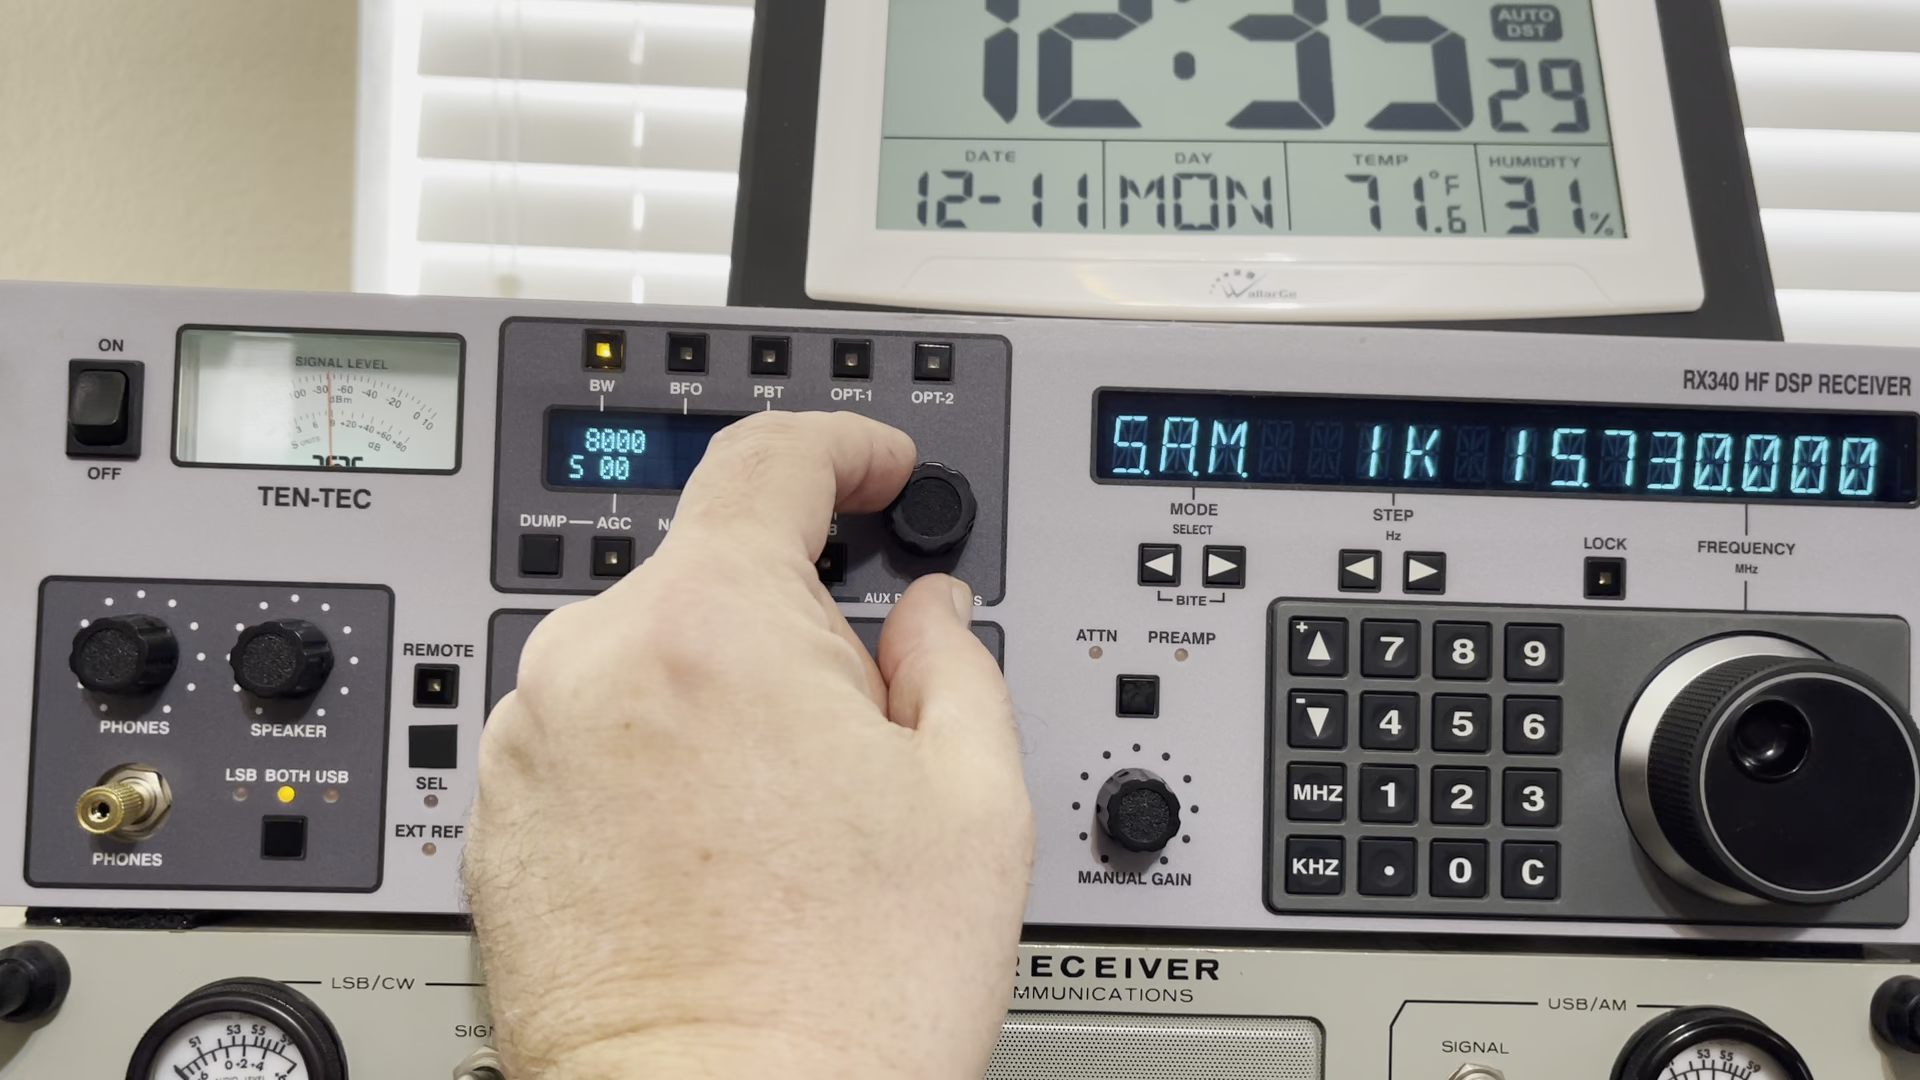 12:35
AUTO
DST
29
DATE
12-11
DAY
MON
TEMP
71.6 °F
HUMIDITY
31%
WallarGe
ON
OFF
SIGNAL LEVEL
dBm
S UNITS
dB
TEN-TEC
BW
BFO
PBT
OPT-1
OPT-2
8000
S 00
DUMP
AGC
RX340 HF DSP RECEIVER
S.A.M. 1K 15.730.000
MODE
SELECT
STEP
Hz
BITE
LOCK
FREQUENCY
MHz
PHONES
SPEAKER
LSB BOTH USB
PHONES
REMOTE
SEL
EXT REF
ATTN
PREAMP
MANUAL GAIN
+ 7 8 9
- 4 5 6
MHZ 1 2 3
KHZ . 0 C
LSB/CW
RECEIVER
USB/AM
SIGNAL